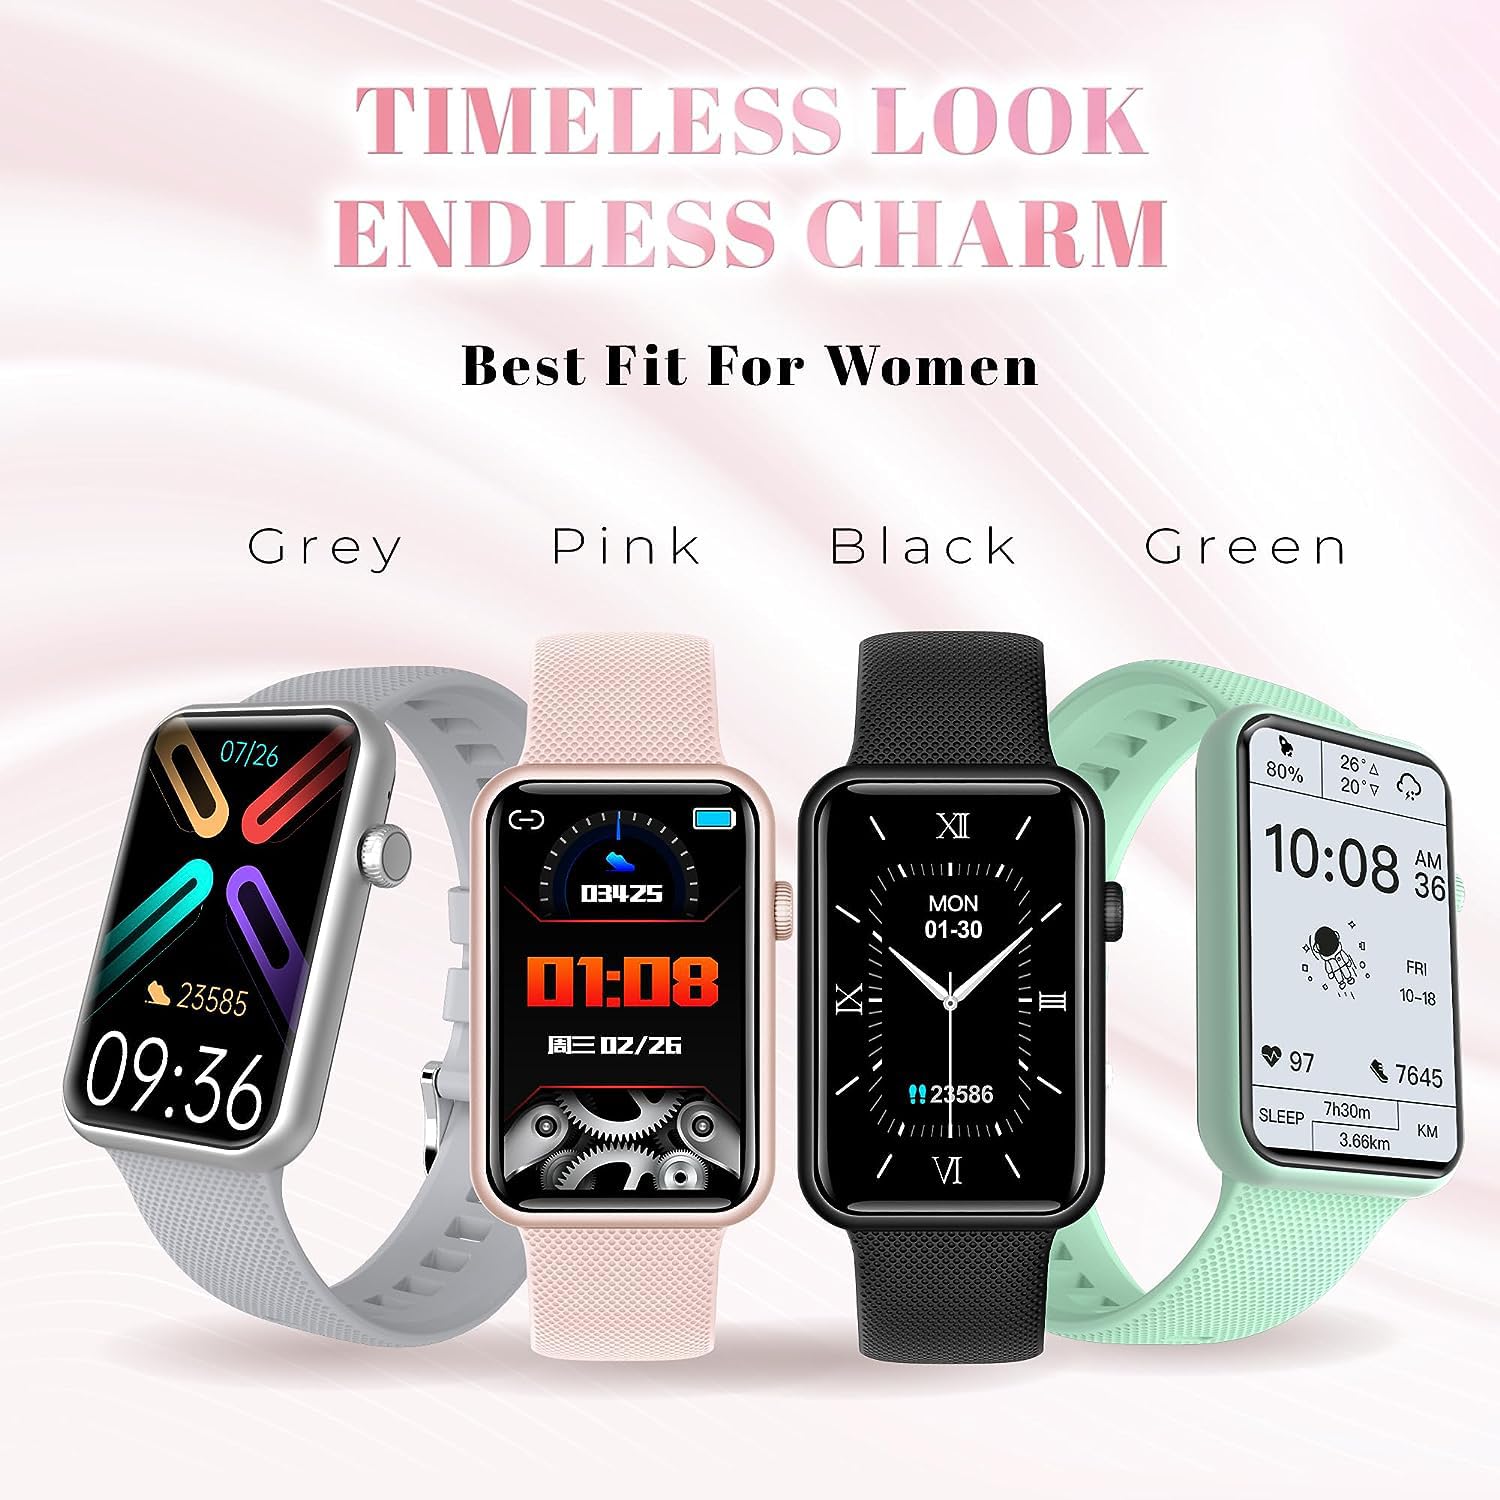 TIMELESS LOOK
ENDLESS CHARM
Best Fit For Women
Grey
Pink
Black
Green
07/26
23585
09:36
03425
01:08
周三 02/26
XII
MON
01-30
IX
III
23586
VI
80%
26°
20°
10:08
AM
36
FRI
10-18
97
7645
SLEEP
7h30m
3.66km
KM